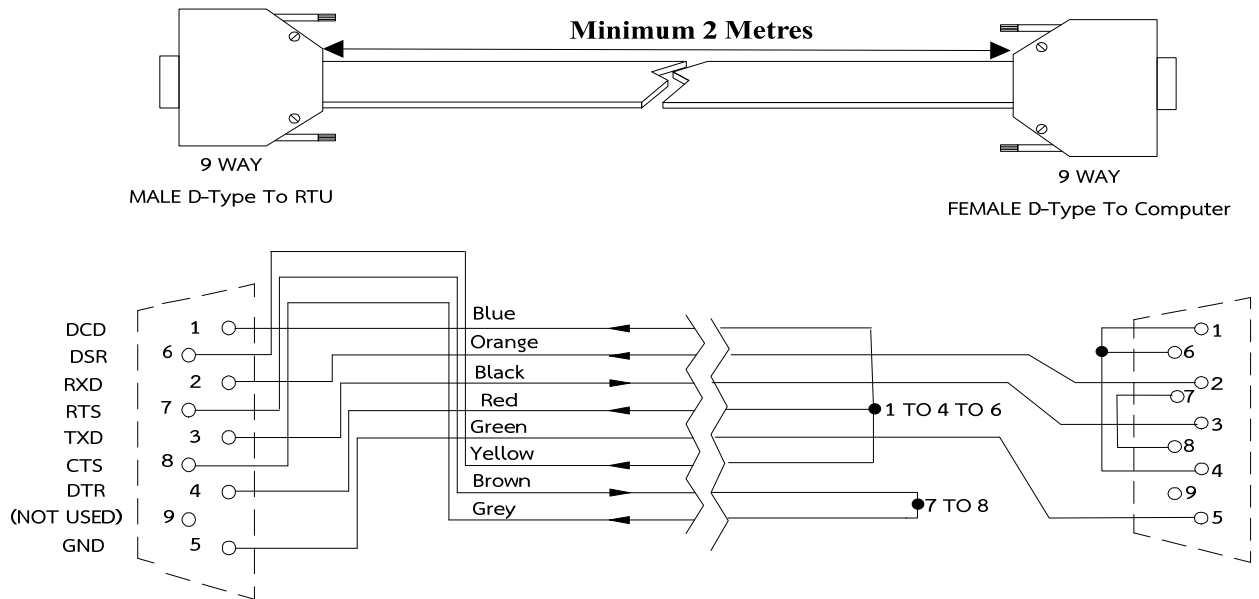 Minimum 2 Metres
9 WAY
MALE D-Type To RTU
9 WAY
FEMALE D-Type To Computer
DCD 1
DSR 6
RXD 2
RTS 7
TXD 3
CTS 8
DTR 4
(NOT USED) 9
GND 5
Blue
Orange
Black
Red
Green
Yellow
Brown
Grey
1 TO 4 TO 6
7 TO 8
1
6
2
7
3
8
4
9
5